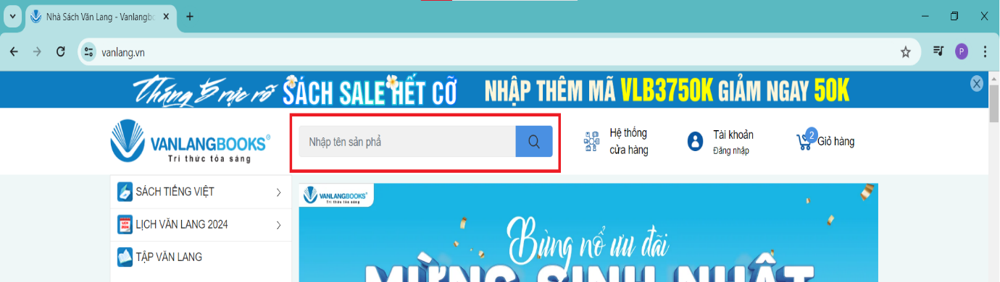 Nhà Sách Văn Lang - Vanlangbo
vanlang.vn
Tháng 5 rực rỡ SÁCH SALE HẾT CỠ NHẬP THÊM MÃ VLB3750K GIẢM NGAY 50K
VANLANGBOOKS®
Tri thức tỏa sáng
Nhập tên sản phẩ
Hệ thống
cửa hàng
Tài khoản
Đăng nhập
2
Giỏ hàng
P
SÁCH TIẾNG VIỆT
LỊCH VĂN LANG 2024
TẬP VĂN LANG
VANLANGBOOKS®
Tri thức tỏa sáng
Bùng nổ ưu đãi
MỪNG SINH NHẬT